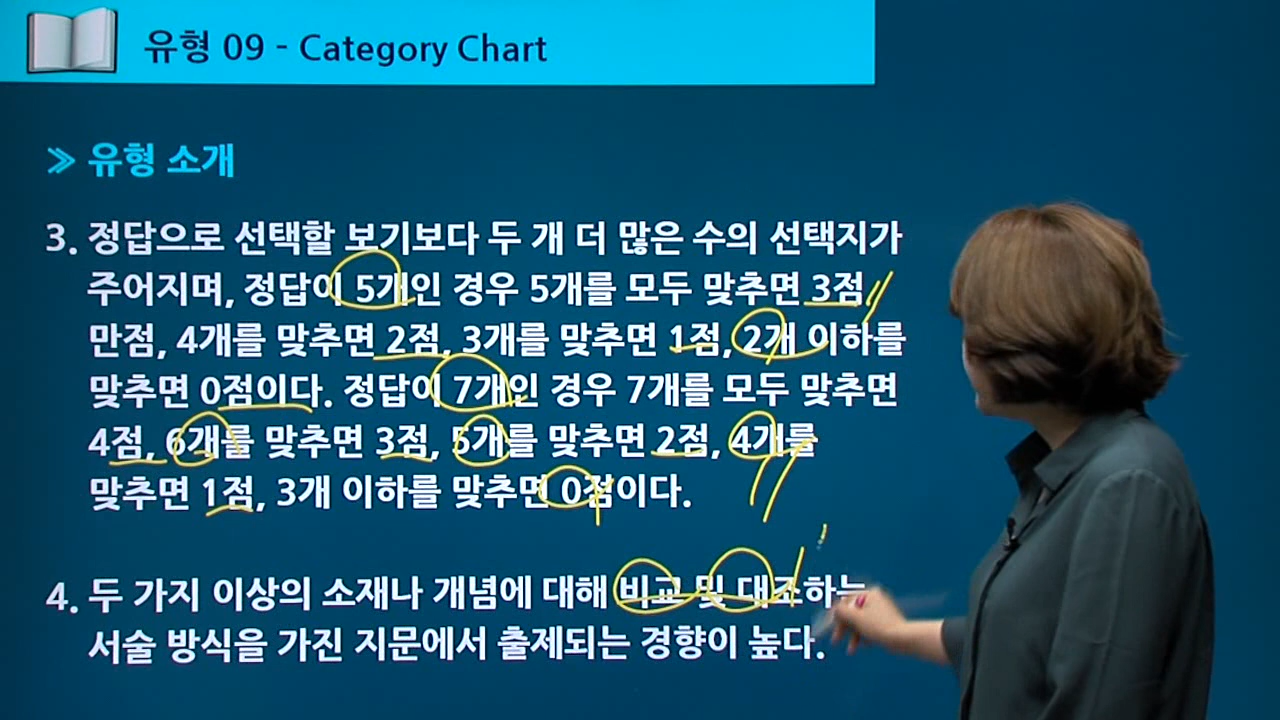 유형 09 - Category Chart
≫ 유형 소개
3. 정답으로 선택할 보기보다 두 개 더 많은 수의 선택지가
주어지며, 정답이 5개인 경우 5개를 모두 맞추면 3점
만점, 4개를 맞추면 2점, 3개를 맞추면 1점, 2개 이하를
맞추면 0점이다. 정답이 7개인 경우 7개를 모두 맞추면
4점, 6개를 맞추면 3점, 5개를 맞추면 2점, 4개를
맞추면 1점, 3개 이하를 맞추면 0점이다.
4. 두 가지 이상의 소재나 개념에 대해 비교 및 대조하는
서술 방식을 가진 지문에서 출제되는 경향이 높다.